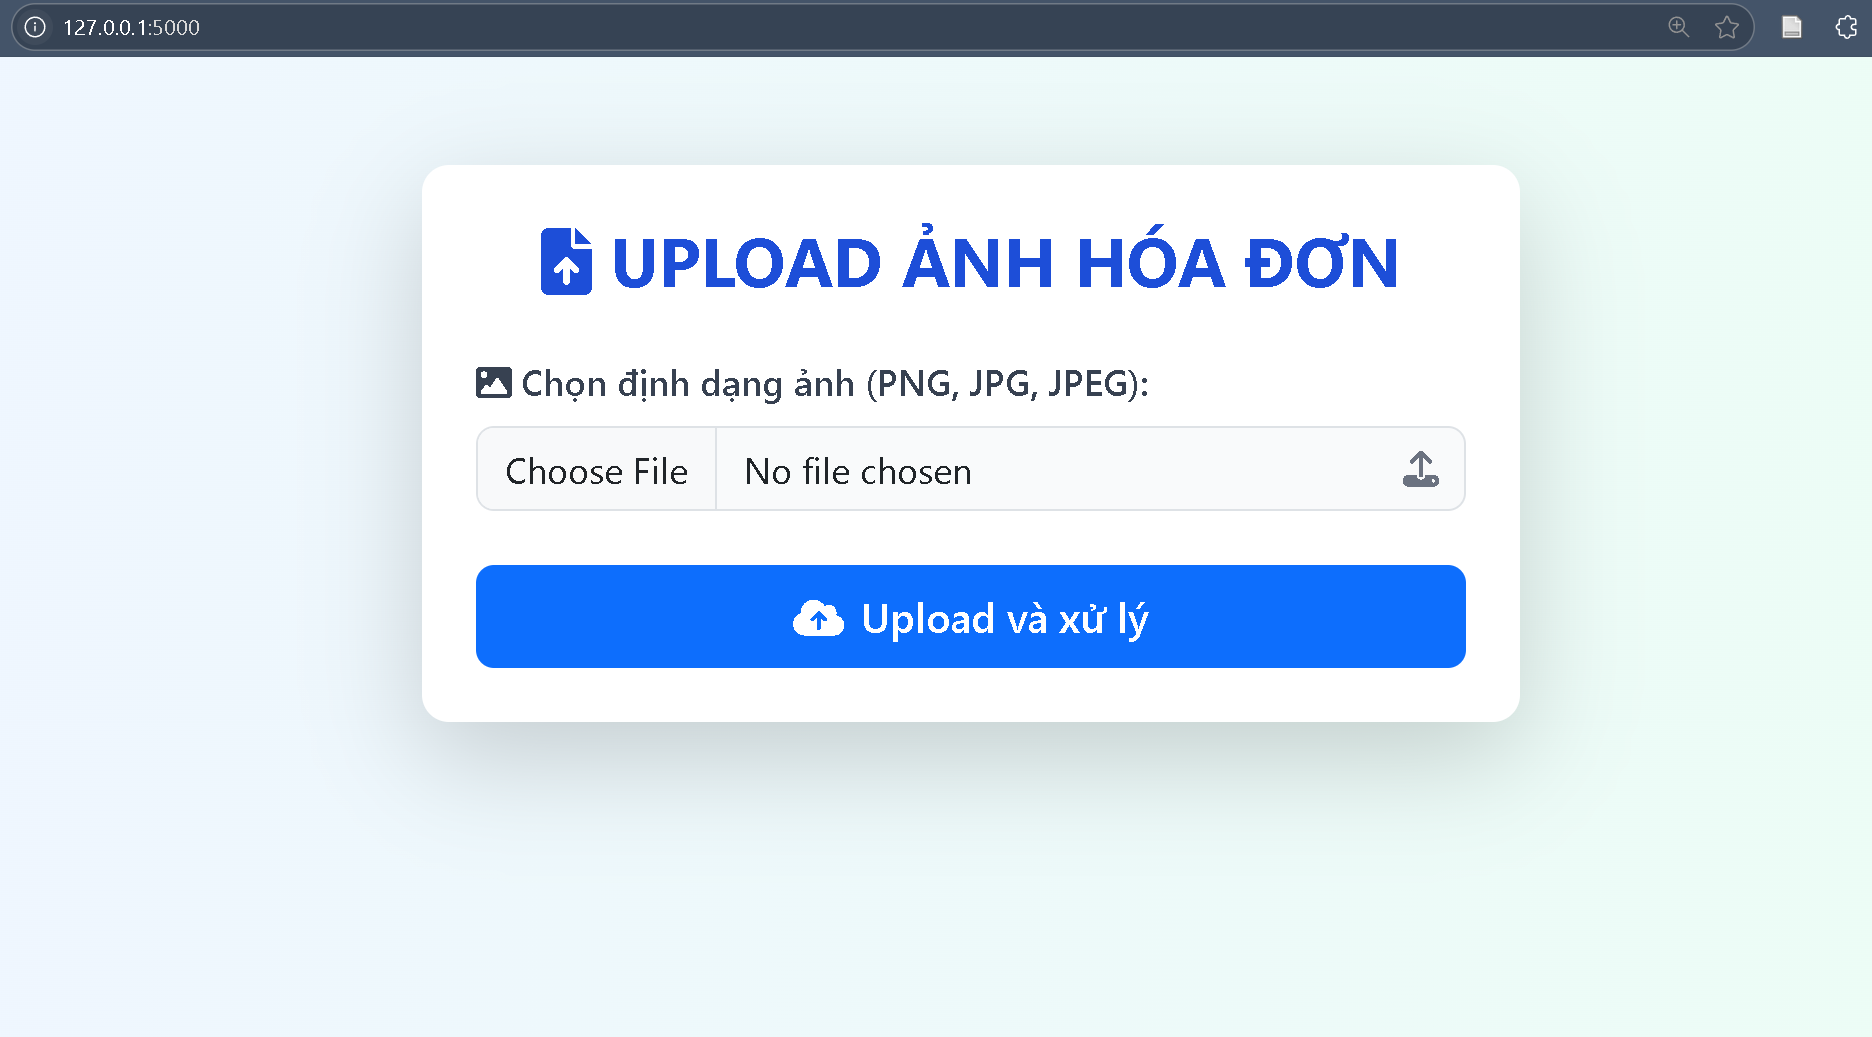 127.0.0.1:5000
UPLOAD ẢNH HÓA ĐƠN
Chọn định dạng ảnh (PNG, JPG, JPEG):
Choose File No file chosen
Upload và xử lý